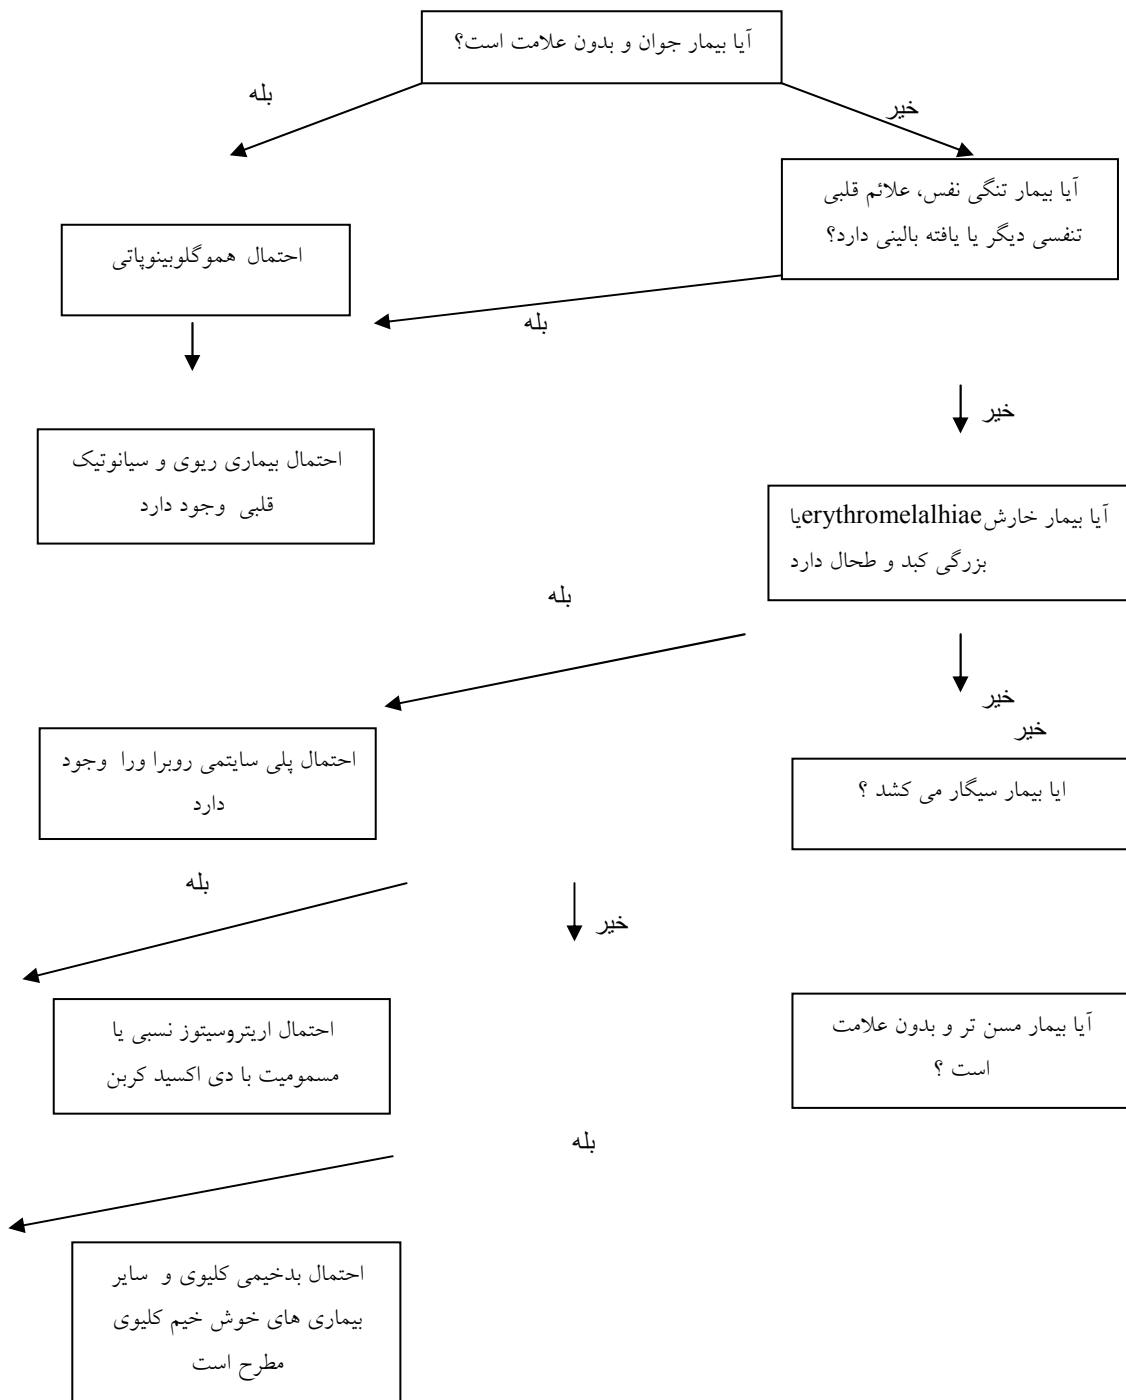 آیا بیمار جوان و بدون علامت است؟
بله
خیر
آیا بیمار تنگی نفس، علائم قلبی
تنفسی دیگر یا یافته بالینی دارد؟
احتمال هموگلوبینوپاتی
بله
خیر
احتمال بیماری ریوی و سیانوتیک
قلبی وجود دارد
آیا بیمار خارش erythromelalhiaeیا
بزرگی کبد و طحال دارد
بله
خیر
خیر
احتمال پلی سایتمی روبرا ورا وجود
دارد
ایا بیمار سیگار می کشد ؟
بله
خیر
احتمال اریتروسیتوز نسبی یا
مسمومیت با دی اکسید کربن
آیا بیمار مسن تر و بدون علامت
است ؟
بله
احتمال بدخیمی کلیوی و سایر
بیماری های خوش خیم کلیوی
مطرح است